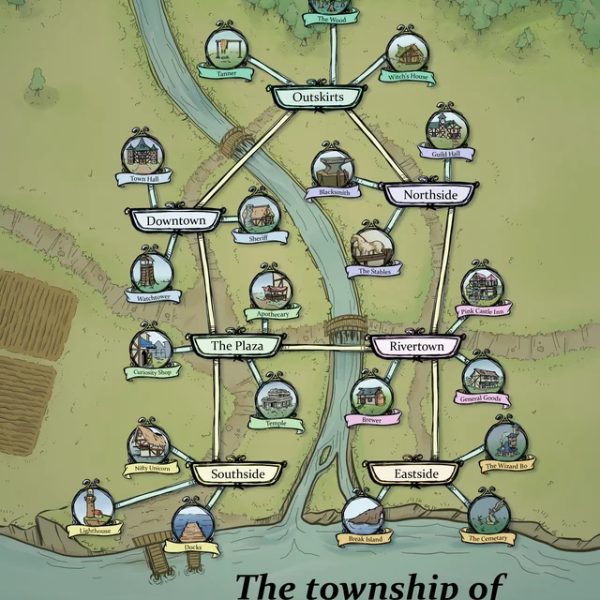 The Wood
Tanner
Witch's House
Outskirts
Guild Hall
Town Hall
Blacksmith
Northside
Downtown
Sheriff
The Stables
Watchtower
Apothecary
Pink Castle Inn
The Plaza
Rivertown
Curiosity Shop
General Goods
Temple
Brewer
Nifty Unicorn
The Wizard Bo
Southside
Eastside
Lighthouse
Docks
Break Island
The Cemetary
The township of